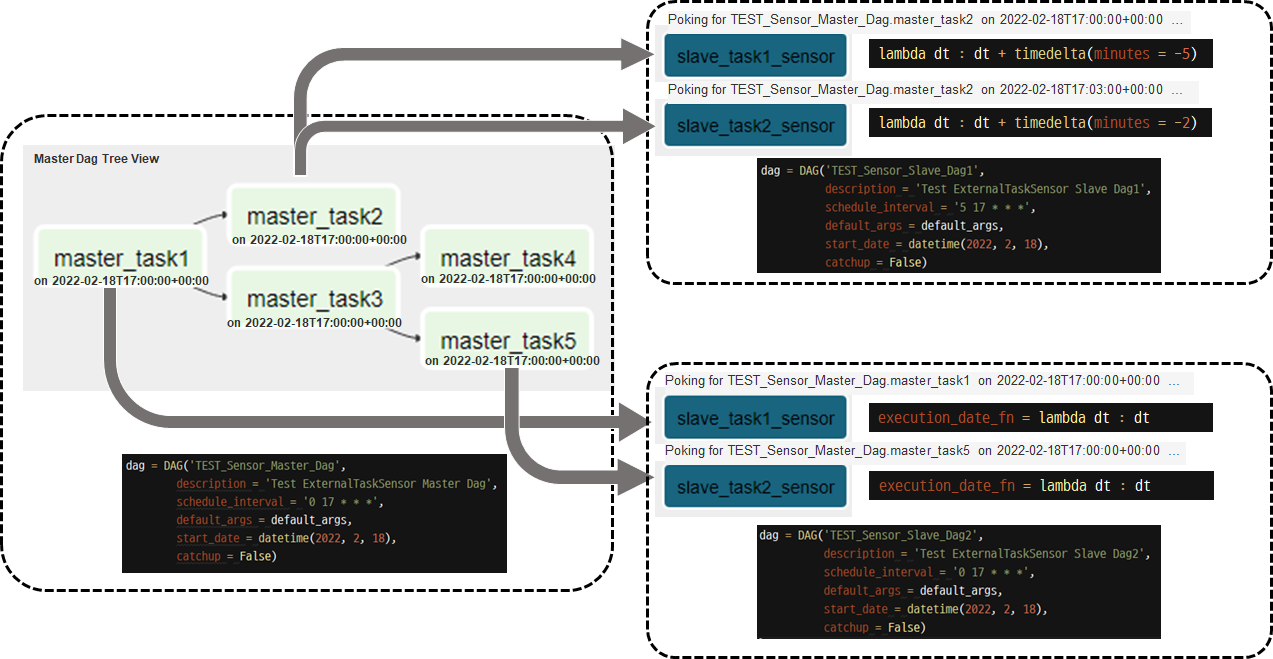 Master Dag Tree View
master_task1
on 2022-02-18T17:00:00+00:00
master_task2
on 2022-02-18T17:00:00+00:00
master_task3
on 2022-02-18T17:00:00+00:00
master_task4
on 2022-02-18T17:00:00+00:00
master_task5
on 2022-02-18T17:00:00+00:00
dag = DAG('TEST_Sensor_Master_Dag',
description = 'Test ExternalTaskSensor Master Dag',
schedule_interval = '0 17 * * *',
default_args = default_args,
start_date = datetime(2022, 2, 18),
catchup = False)
Poking for TEST_Sensor_Master_Dag.master_task2 on 2022-02-18T17:00:00+00:00 ...
slave_task1_sensor
lambda dt : dt + timedelta(minutes = -5)
Poking for TEST_Sensor_Master_Dag.master_task2 on 2022-02-18T17:03:00+00:00 ...
slave_task2_sensor
lambda dt : dt + timedelta(minutes = -2)
dag = DAG('TEST_Sensor_Slave_Dag1',
description = 'Test ExternalTaskSensor Slave Dag1',
schedule_interval = '5 17 * * *',
default_args = default_args,
start_date = datetime(2022, 2, 18),
catchup = False)
Poking for TEST_Sensor_Master_Dag.master_task1 on 2022-02-18T17:00:00+00:00 ...
slave_task1_sensor
execution_date_fn = lambda dt : dt
Poking for TEST_Sensor_Master_Dag.master_task5 on 2022-02-18T17:00:00+00:00 ...
slave_task2_sensor
execution_date_fn = lambda dt : dt
dag = DAG('TEST_Sensor_Slave_Dag2',
description = 'Test ExternalTaskSensor Slave Dag2',
schedule_interval = '0 17 * * *',
default_args = default_args,
start_date = datetime(2022, 2, 18),
catchup = False)